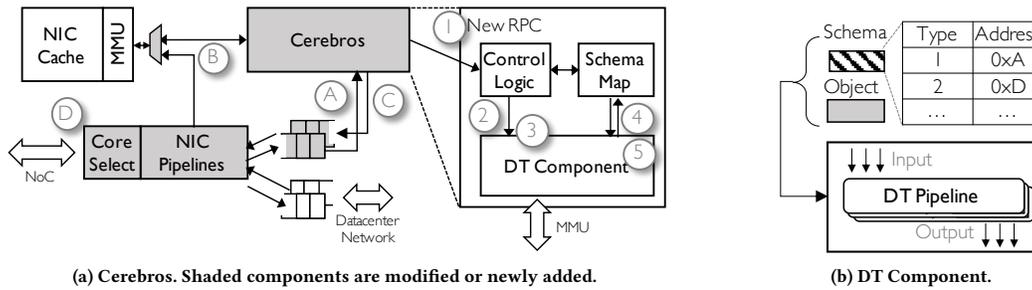 NIC
Cache
MMU
B
Cerebros
A
C
D
Core
Select
NIC
Pipelines
NoC
Datacenter
Network
1
New RPC
Control
Logic
Schema
Map
2
3
4
5
DT Component
MMU
(a) Cerebros. Shaded components are modified or newly added.
Schema
Object
Type Addres
1 0xA
2 0xD
... ...
Input
DT Pipeline
Output
(b) DT Component.